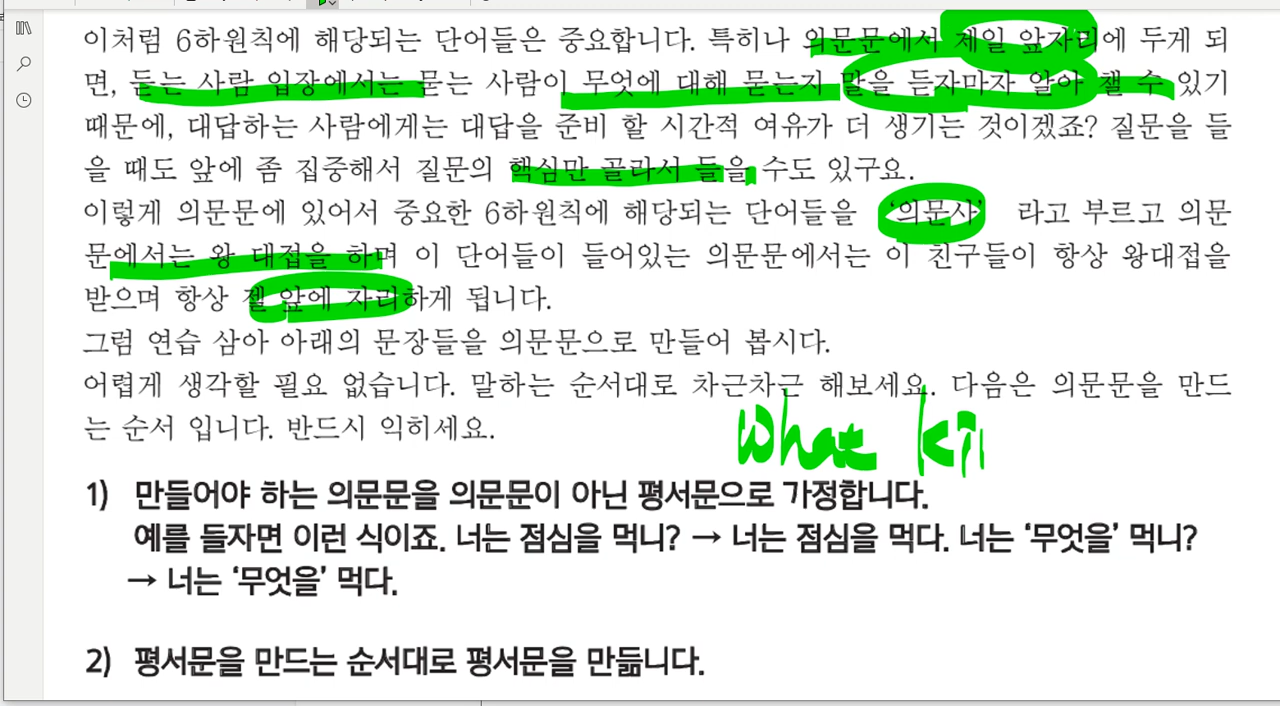 이처럼 6하원칙에 해당되는 단어들은 중요합니다. 특히나 의문문에서 제일 앞자리에 두게 되
면, 듣는 사람 입장에서는 묻는 사람이 무엇에 대해 묻는지 말을 듣자마자 알아 챌 수 있기
때문에, 대답하는 사람에게는 대답을 준비 할 시간적 여유가 더 생기는 것이겠죠? 질문을 들
을 때도 앞에 좀 집중해서 질문의 핵심만 골라서 들을 수도 있구요.
이렇게 의문문에 있어서 중요한 6하원칙에 해당되는 단어들을 ‘의문사’ 라고 부르고 의문
문에서는 왕 대접을 하며 이 단어들이 들어있는 의문문에서는 이 친구들이 항상 왕대접을
받으며 항상 젤 앞에 자리하게 됩니다.
그럼 연습 삼아 아래의 문장들을 의문문으로 만들어 봅시다.
어렵게 생각할 필요 없습니다. 말하는 순서대로 차근차근 해보세요. 다음은 의문문을 만드
는 순서 입니다. 반드시 익히세요.
What ki
1) 만들어야 하는 의문문을 의문문이 아닌 평서문으로 가정합니다.
예를 들자면 이런 식이죠. 너는 점심을 먹니? → 너는 점심을 먹다. 너는 ‘무엇을’ 먹니?
→ 너는 ‘무엇을’ 먹다.
2) 평서문을 만드는 순서대로 평서문을 만듦니다.